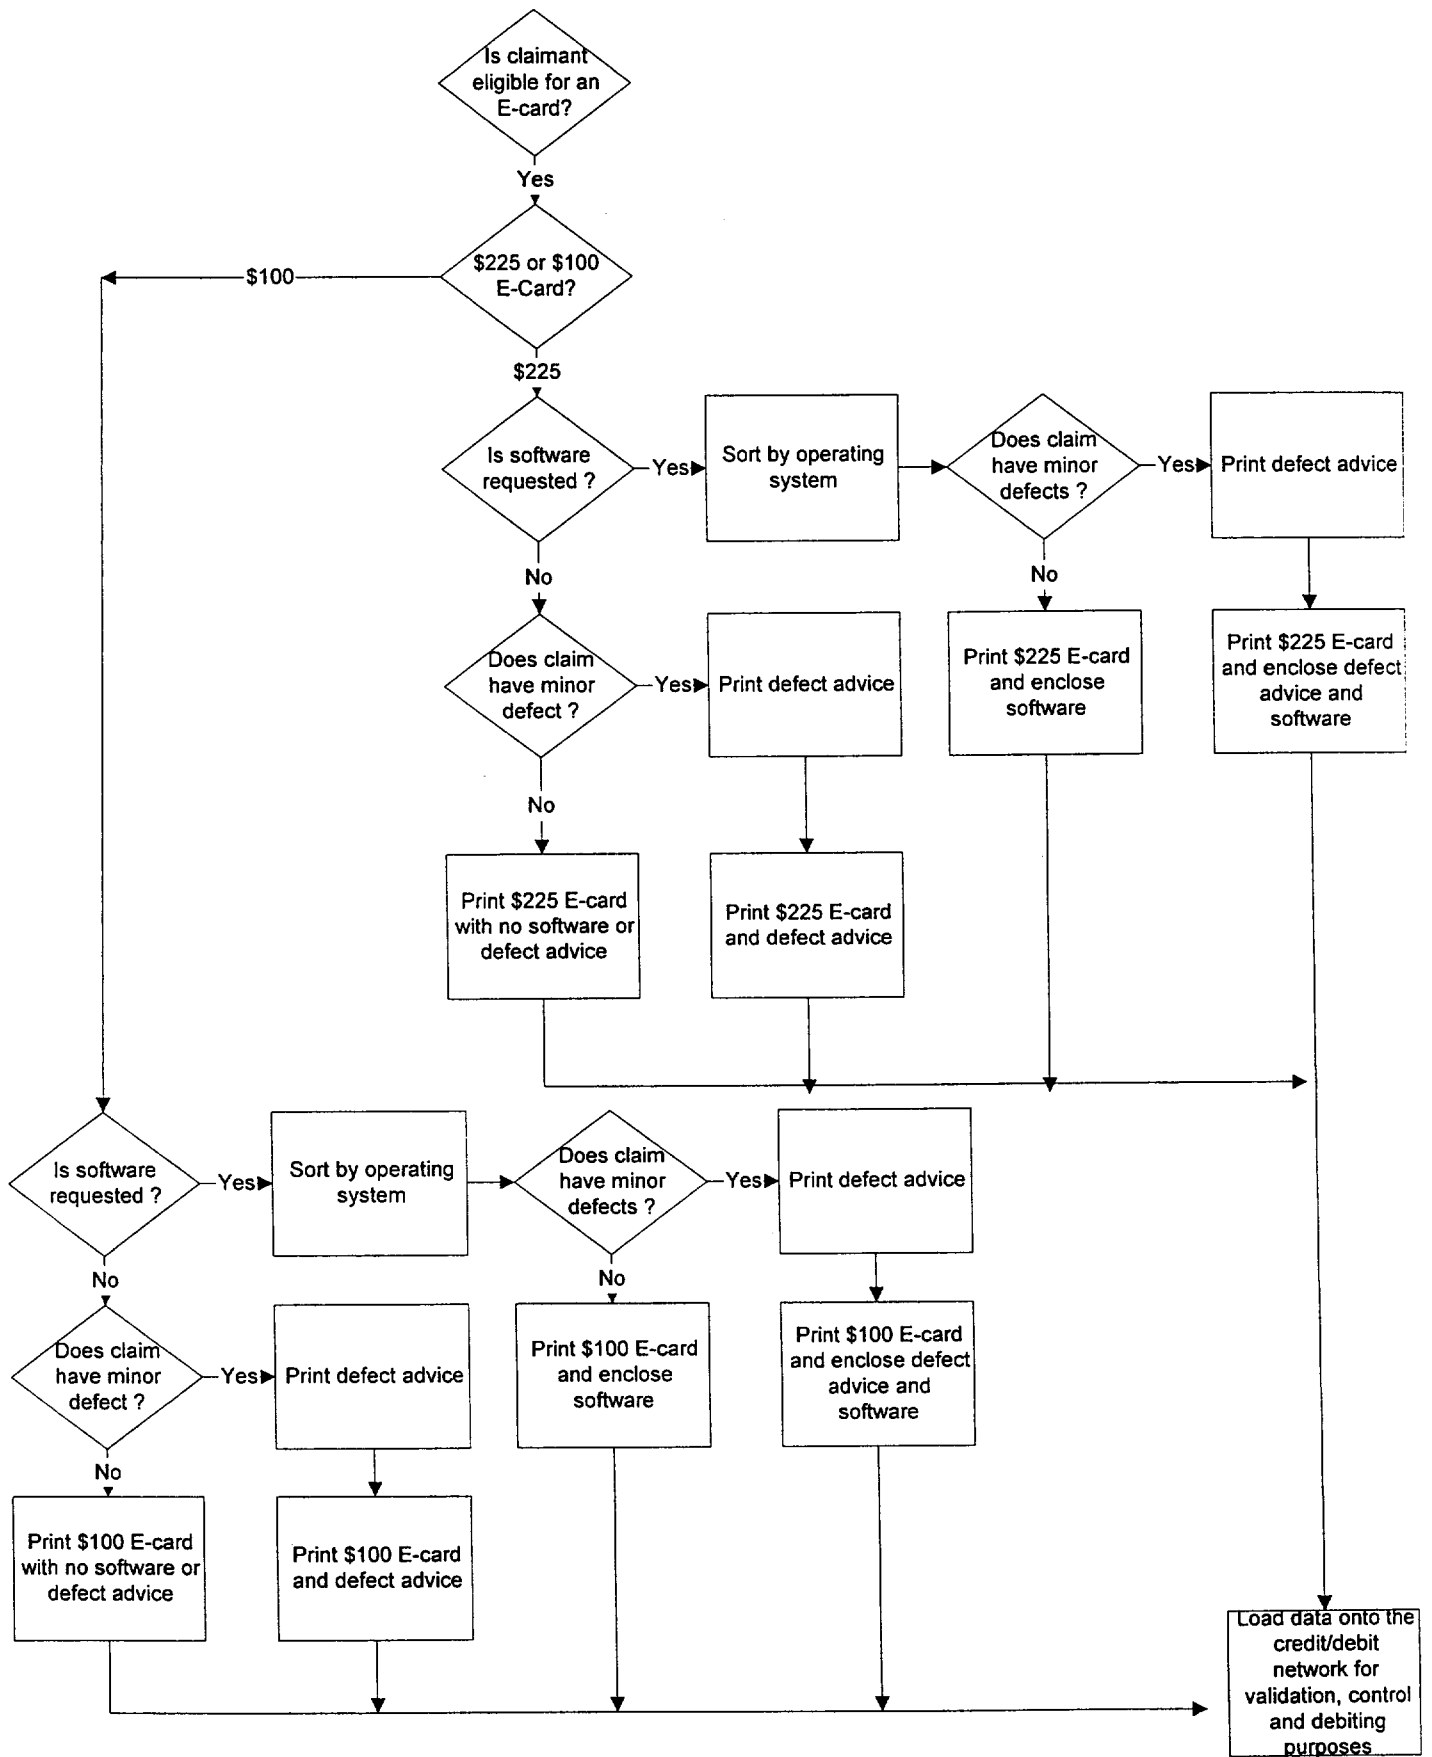 Is claimant
eligible for an
E-card?
Yes
$225 or $100
E-Card?
$100
$225
Is software
requested ?
Yes
Sort by operating
system
Does claim
have minor
defects ?
Yes
Print defect advice
No
No
Does claim
have minor
defect ?
Yes
Print defect advice
Print $225 E-card
and enclose
software
Print $225 E-card
and enclose defect
advice and
software
No
Print $225 E-card
with no software or
defect advice
Print $225 E-card
and defect advice
Is software
requested ?
Yes
Sort by operating
system
Does claim
have minor
defects ?
Yes
Print defect advice
No
No
Does claim
have minor
defect ?
Yes
Print defect advice
Print $100 E-card
and enclose
software
Print $100 E-card
and enclose defect
advice and
software
No
Print $100 E-card
with no software or
defect advice
Print $100 E-card
and defect advice
Load data onto the
credit/debit
network for
validation, control
and debiting
purposes